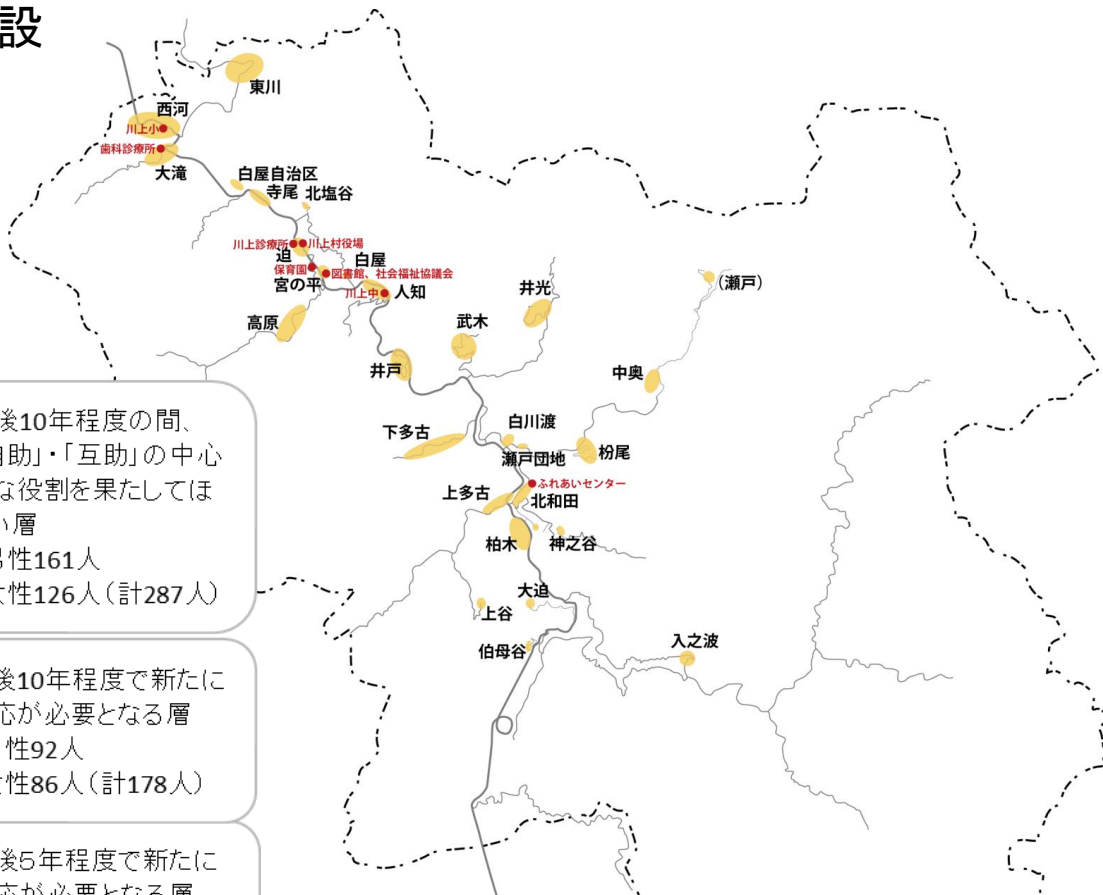 設
東川
西河
川上小
歯科診療所
大滝
白屋自治区
寺尾
北塩谷
川上診療所
川上村役場
迫
保育園
図書館、社会福祉協議会
白屋
宮の平
川上中
人知
高原
井光
武木
井戸
(瀬戸)
中奥
白川渡
下多古
瀬戸団地
枌尾
ふれあいセンター
上多古
北和田
柏木
神之谷
大迫
上谷
伯母谷
入之波
後10年程度の間、
助」・「互助」の中心
な役割を果たしてほ
い層
性161人
性126人(計287人)
後10年程度で新たに
応が必要となる層
性92人
性86人(計178人)
後5年程度で新たに
応が必要となる層